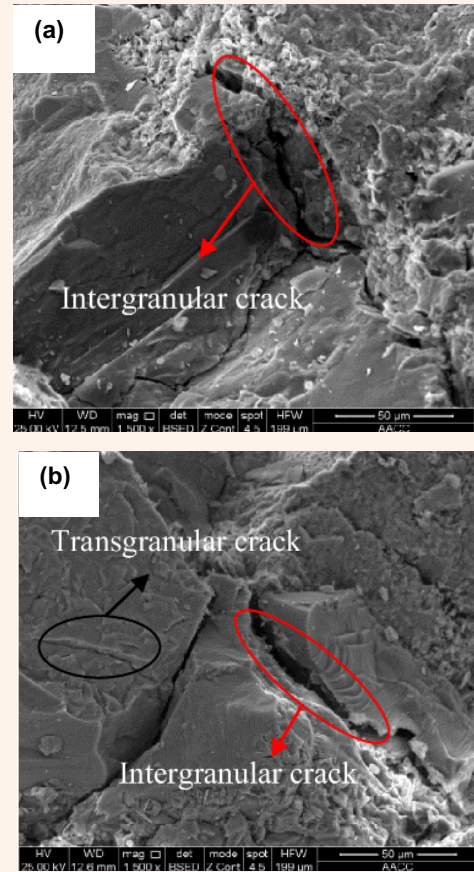 (a)
Intergranular crack
HV WD mag □ det mode spot HFW 50 µm
25.00 kV 12.5 mm 1 500 x BSED Z Cont 4.5 199 µm AACC
(b)
Transgranular crack
Intergranular crack
HV WD mag □ det mode spot HFW 50 µm
25.00 kV 12.6 mm 1 500 x BSED Z Cont 4.5 199 µm AACC